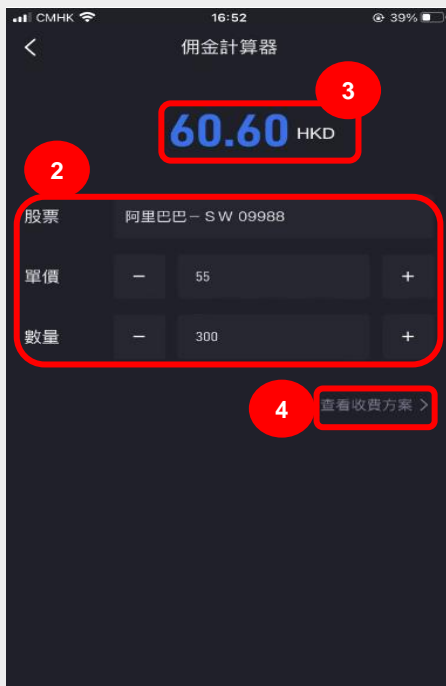 CMHK 16:52 39%
佣金計算器
3
60.60 HKD
2
股票 阿里巴巴－ＳＷ 09988
單價 － 55 +
數量 － 300 +
4 查看收費方案 >